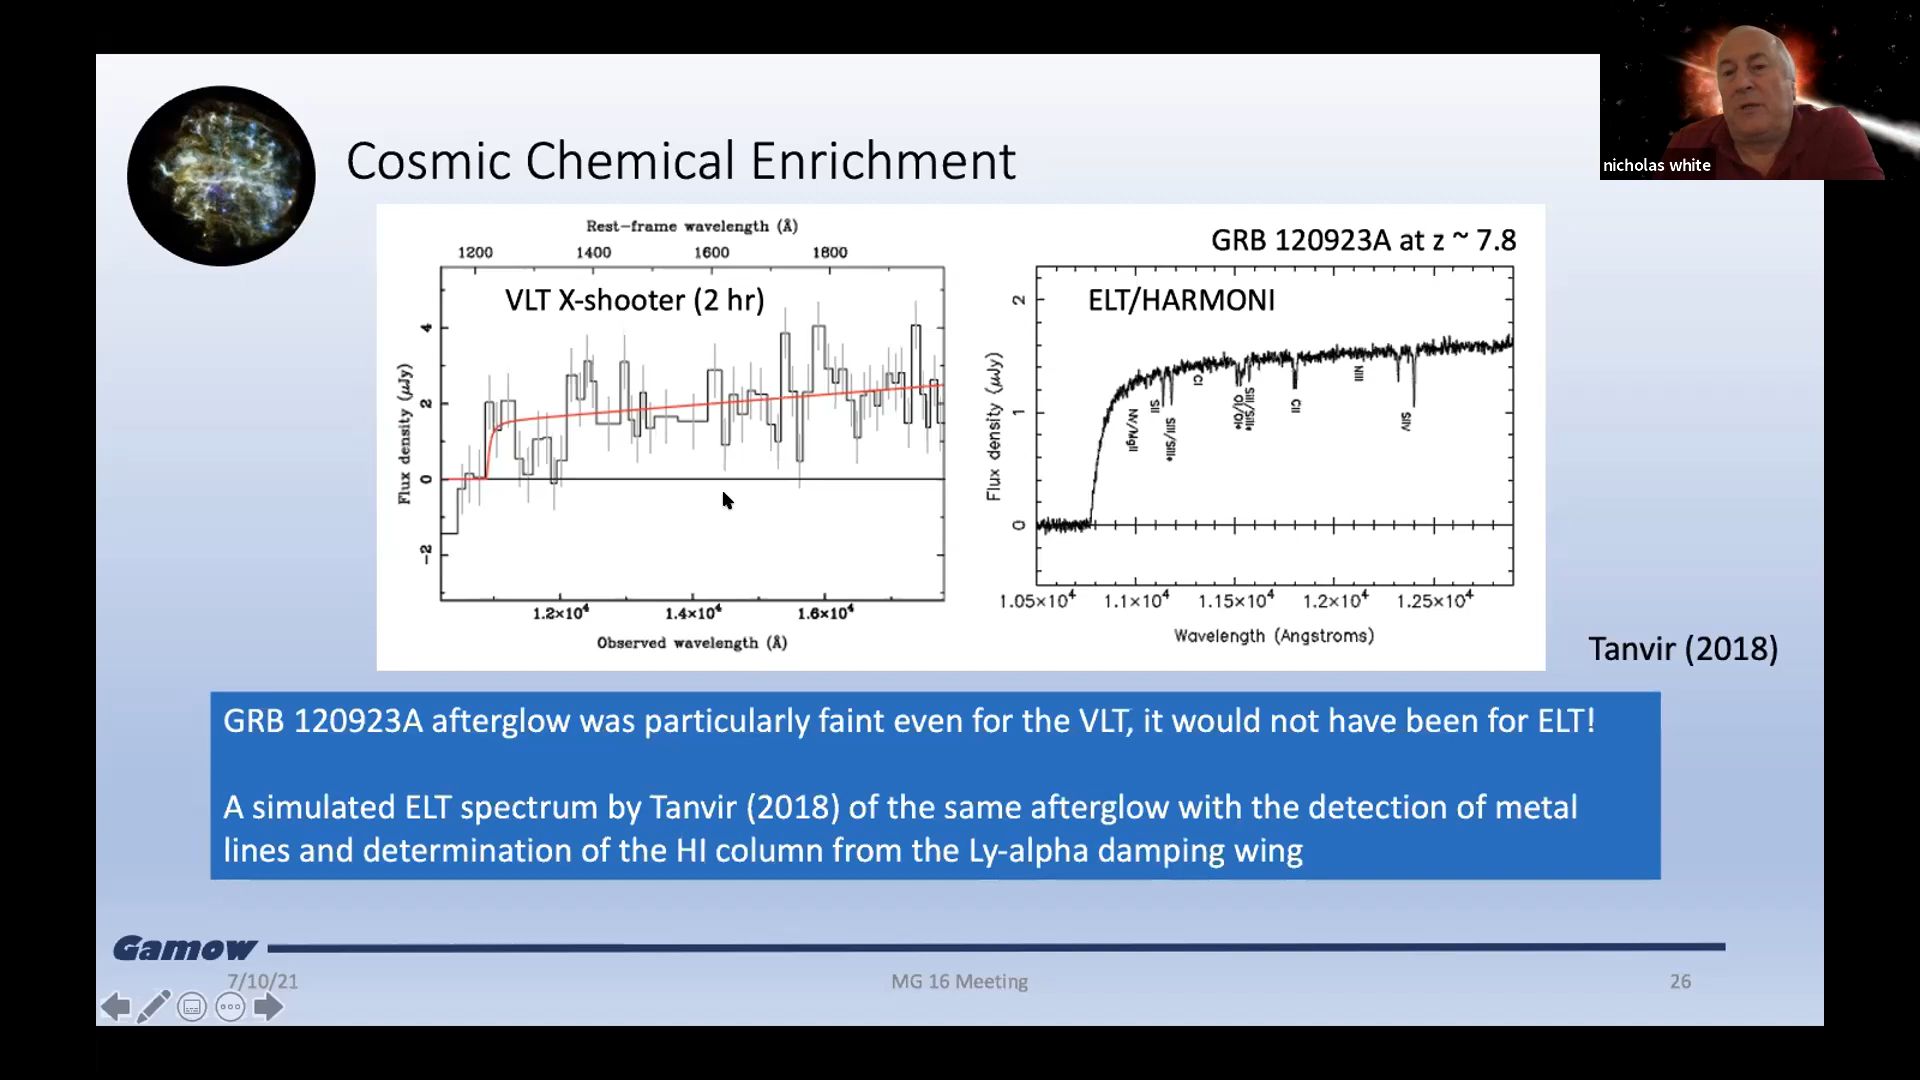 nicholas white
Cosmic Chemical Enrichment
Rest-frame wavelength (Å)
1200 1400 1600 1800
VLT X-shooter (2 hr)
4
2
0
-2
Flux density (μJy)
1.2×10⁴ 1.4×10⁴ 1.6×10⁴
Observed wavelength (Å)
GRB 120923A at z ~ 7.8
ELT/HARMONI
2
1
0
Flux density (μJy)
NV/MgII
SII
SiII/SiII*
CI
OI/OI*
SiII/SiII*
CII
NiII
SiIV
1.05×10⁴ 1.1×10⁴ 1.15×10⁴ 1.2×10⁴ 1.25×10⁴
Wavelength (Angstroms)
Tanvir (2018)
GRB 120923A afterglow was particularly faint even for the VLT, it would not have been for ELT!
A simulated ELT spectrum by Tanvir (2018) of the same afterglow with the detection of metal
lines and determination of the HI column from the Ly-alpha damping wing
Gamow
7/10/21
MG 16 Meeting
26